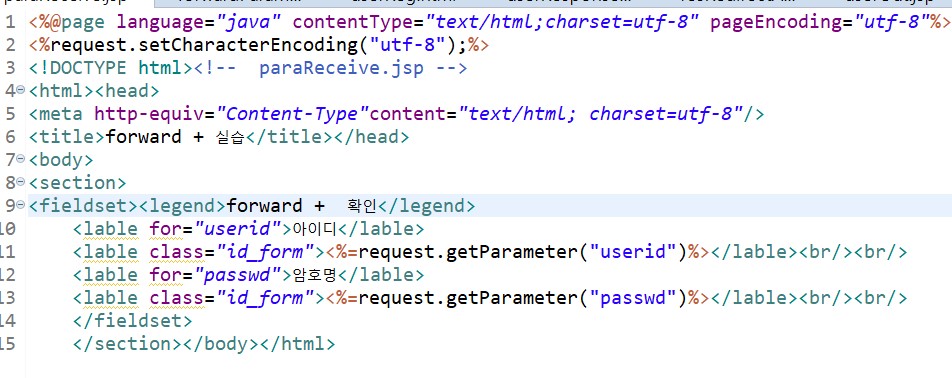 1 <%@page language="java" contentType="text/html;charset=utf-8" pageEncoding="utf-8"%>
2 <%request.setCharacterEncoding("utf-8");%>
3 <!DOCTYPE html><!--  paraReceive.jsp -->
4 <html><head>
5 <meta http-equiv="Content-Type"content="text/html; charset=utf-8"/>
6 <title>forward + 실습</title></head>
7 <body>
8 <section>
9 <fieldset><legend>forward +  확인</legend>
10     <lable for="userid">아이디</lable>
11     <lable class="id_form"><%=request.getParameter("userid")%></lable><br/><br/>
12     <lable for="passwd">암호명</lable>
13     <lable class="id_form"><%=request.getParameter("passwd")%></lable><br/><br/>
14     </fieldset>
15     </section></body></html>